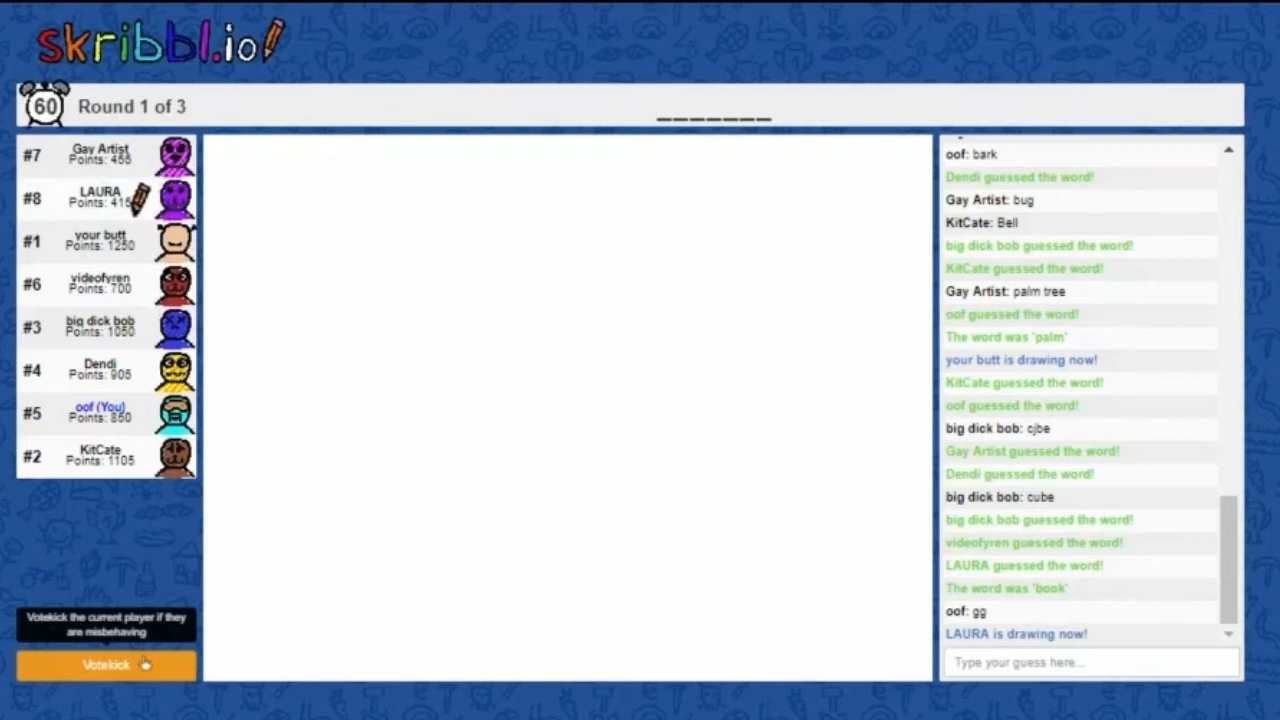 skribbl.io
60
Round 1 of 3
_______
#7
Gay Artist
Points: 455
#8
LAURA
Points: 415
#1
your butt
Points: 1250
#6
videofyren
Points: 700
#3
big dick bob
Points: 1050
#4
Dendi
Points: 905
#5
oof (You)
Points: 850
#2
KitCate
Points: 1105
Votekick the current player if they
are misbehaving
Votekick
oof: bark
Dendi guessed the word!
Gay Artist: bug
KitCate: Bell
big dick bob guessed the word!
KitCate guessed the word!
Gay Artist: palm tree
oof guessed the word!
The word was 'palm'
your butt is drawing now!
KitCate guessed the word!
oof guessed the word!
big dick bob: cjbe
Gay Artist guessed the word!
Dendi guessed the word!
big dick bob: cube
big dick bob guessed the word!
videofyren guessed the word!
LAURA guessed the word!
The word was 'book'
oof: gg
LAURA is drawing now!
Type your guess here...